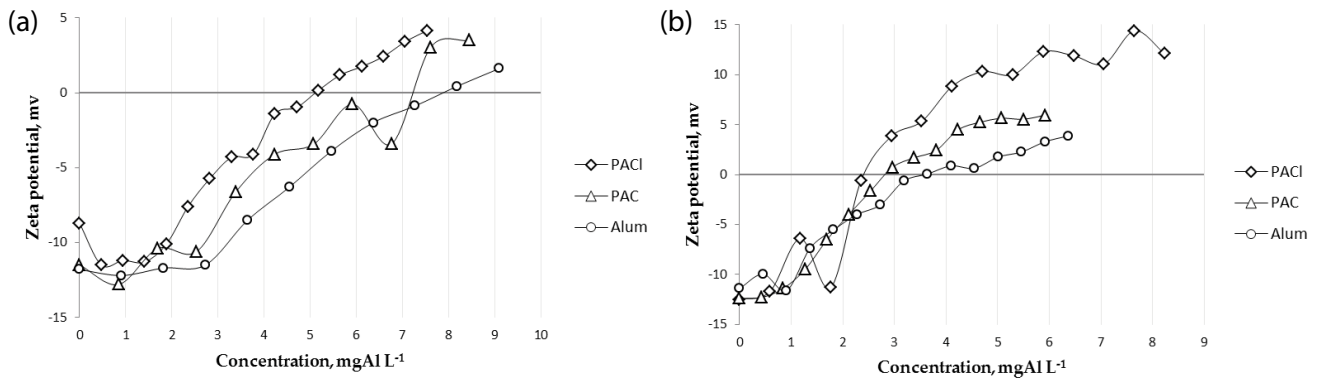 (a)
5
0
-5
-10
-15
Zeta potential, mv
0 1 2 3 4 5 6 7 8 9 10
Concentration, mgAl L-1
PACl
PAC
Alum
(b)
15
10
5
0
-5
-10
-15
Zeta potential, mv
0 1 2 3 4 5 6 7 8 9
Concentration, mgAl L-1
PACl
PAC
Alum